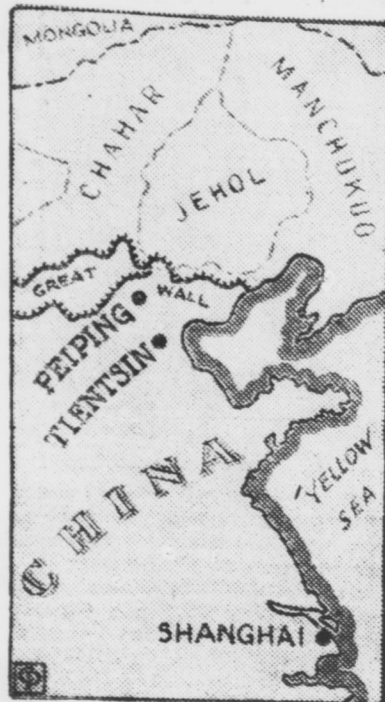 MONGOLIA
CHAHAR
MANCHUKUO
JEHOL
GREAT WALL
PEIPING
TIENTSIN
CHINA
YELLOW SEA
SHANGHAI